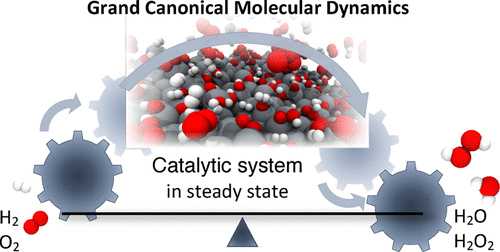 Grand Canonical Molecular Dynamics
Catalytic system
in steady state
H₂
O₂
H₂O
H₂O₂